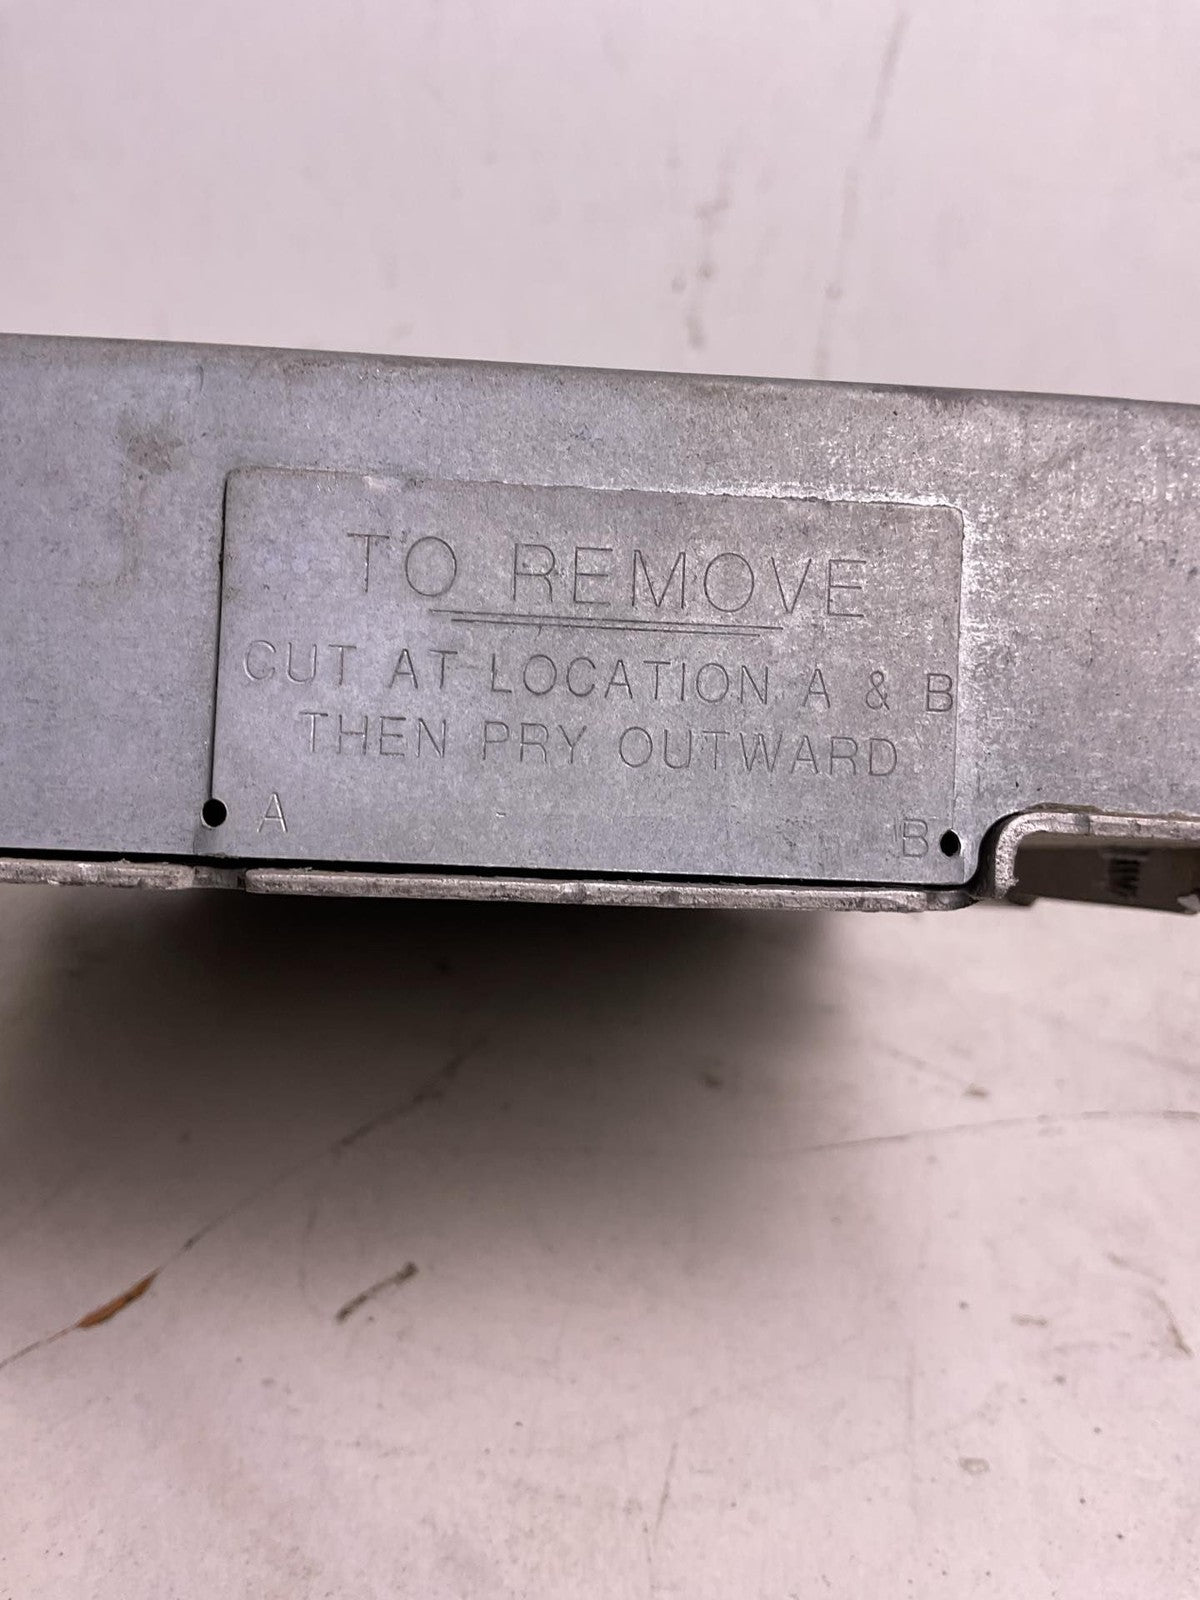 TO REMOVE
CUT AT LOCATION A & B
THEN PRY OUTWARD
A
B